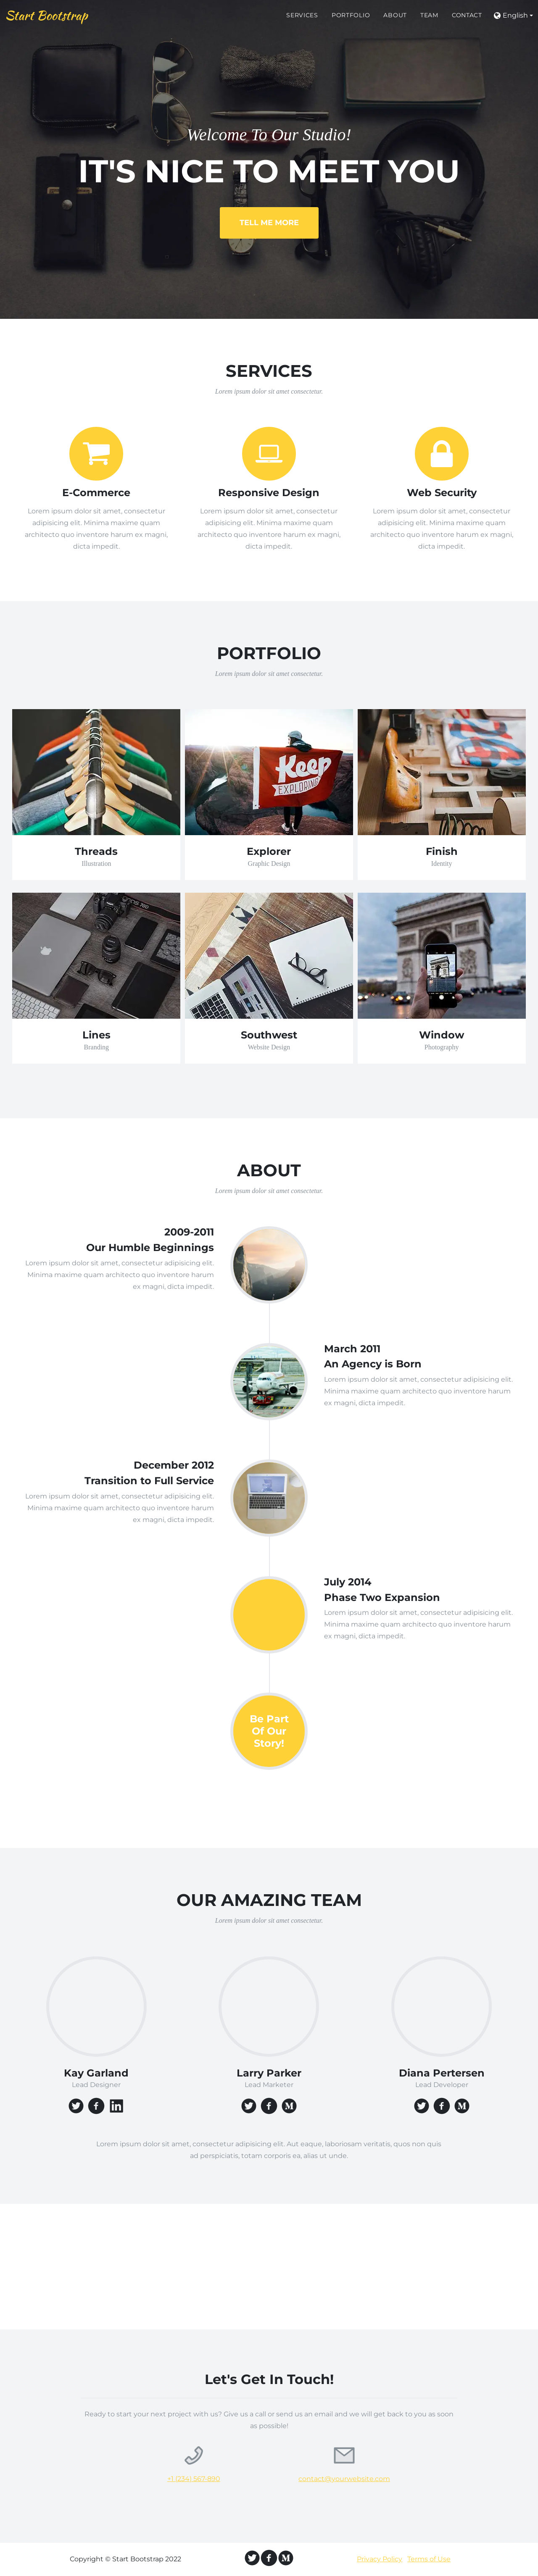 Start Bootstrap
SERVICES PORTFOLIO ABOUT TEAM CONTACT English
Welcome To Our Studio!
IT'S NICE TO MEET YOU
TELL ME MORE
SERVICES
Lorem ipsum dolor sit amet consectetur.
E-Commerce
Lorem ipsum dolor sit amet, consectetur
adipisicing elit. Minima maxime quam
architecto quo inventore harum ex magni,
dicta impedit.
Responsive Design
Lorem ipsum dolor sit amet, consectetur
adipisicing elit. Minima maxime quam
architecto quo inventore harum ex magni,
dicta impedit.
Web Security
Lorem ipsum dolor sit amet, consectetur
adipisicing elit. Minima maxime quam
architecto quo inventore harum ex magni,
dicta impedit.
PORTFOLIO
Lorem ipsum dolor sit amet consectetur.
Keep
EXPLORING
Threads
Illustration
Explorer
Graphic Design
Finish
Identity
Lines
Branding
Southwest
Website Design
Window
Photography
ABOUT
Lorem ipsum dolor sit amet consectetur.
2009-2011
Our Humble Beginnings
Lorem ipsum dolor sit amet, consectetur adipisicing elit.
Minima maxime quam architecto quo inventore harum
ex magni, dicta impedit.
March 2011
An Agency is Born
Lorem ipsum dolor sit amet, consectetur adipisicing elit.
Minima maxime quam architecto quo inventore harum
ex magni, dicta impedit.
December 2012
Transition to Full Service
Lorem ipsum dolor sit amet, consectetur adipisicing elit.
Minima maxime quam architecto quo inventore harum
ex magni, dicta impedit.
July 2014
Phase Two Expansion
Lorem ipsum dolor sit amet, consectetur adipisicing elit.
Minima maxime quam architecto quo inventore harum
ex magni, dicta impedit.
Be Part
Of Our
Story!
OUR AMAZING TEAM
Lorem ipsum dolor sit amet consectetur.
Kay Garland
Lead Designer
Larry Parker
Lead Marketer
Diana Pertersen
Lead Developer
Lorem ipsum dolor sit amet, consectetur adipisicing elit. Aut eaque, laboriosam veritatis, quos non quis
ad perspiciatis, totam corporis ea, alias ut unde.
Let's Get In Touch!
Ready to start your next project with us? Give us a call or send us an email and we will get back to you as soon
as possible!
+1 (234) 567-890
contact@yourwebsite.com
Copyright © Start Bootstrap 2022
Privacy Policy Terms of Use